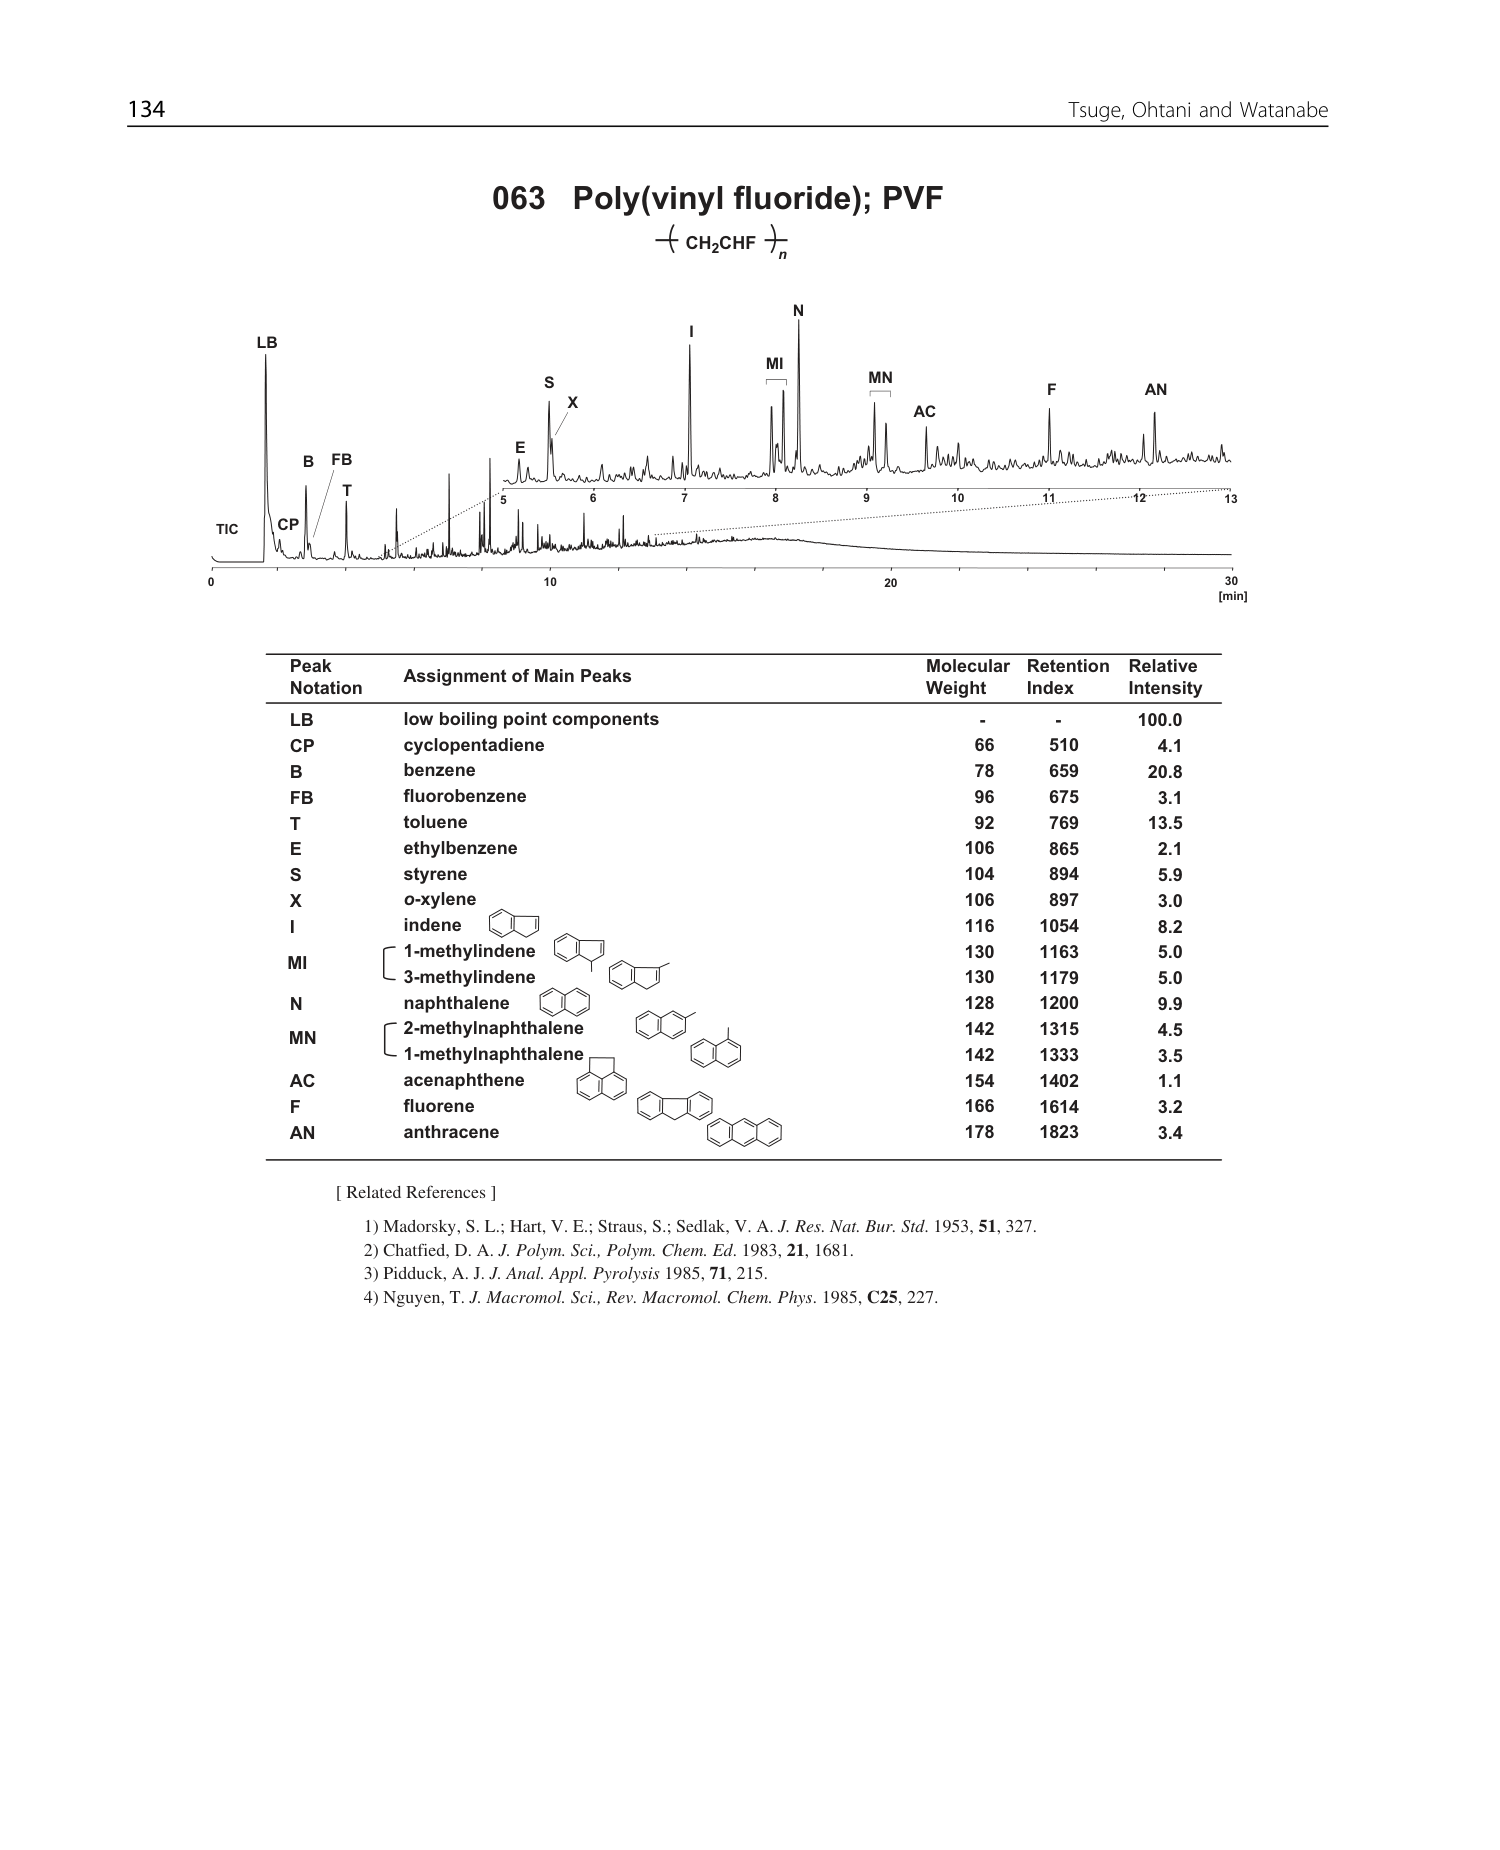 134 Tsuge, Ohtani and Watanabe
063 Poly(vinyl fluoride); PVF
( CH2CHF )n
N
I
LB
MI
MN
S
AN
F
X
AC
E
B
FB
T
5 6 7 8 9 10 11 12 13
CP
TIC
0 10 20 30
[min]
Peak Notation Assignment of Main Peaks Molecular Weight Retention Index Relative Intensity
LB low boiling point components - - 100.0
CP cyclopentadiene 66 510 4.1
B benzene 78 659 20.8
FB fluorobenzene 96 675 3.1
T toluene 92 769 13.5
E ethylbenzene 106 865 2.1
S styrene 104 894 5.9
X o-xylene 106 897 3.0
I indene 116 1054 8.2
MI 1-methylindene 130 1163 5.0
3-methylindene 130 1179 5.0
N naphthalene 128 1200 9.9
MN 2-methylnaphthalene 142 1315 4.5
1-methylnaphthalene 142 1333 3.5
AC acenaphthene 154 1402 1.1
F fluorene 166 1614 3.2
AN anthracene 178 1823 3.4
[ Related References ]
1) Madorsky, S. L.; Hart, V. E.; Straus, S.; Sedlak, V. A. J. Res. Nat. Bur. Std. 1953, 51, 327.
2) Chatfied, D. A. J. Polym. Sci., Polym. Chem. Ed. 1983, 21, 1681.
3) Pidduck, A. J. J. Anal. Appl. Pyrolysis 1985, 71, 215.
4) Nguyen, T. J. Macromol. Sci., Rev. Macromol. Chem. Phys. 1985, C25, 227.